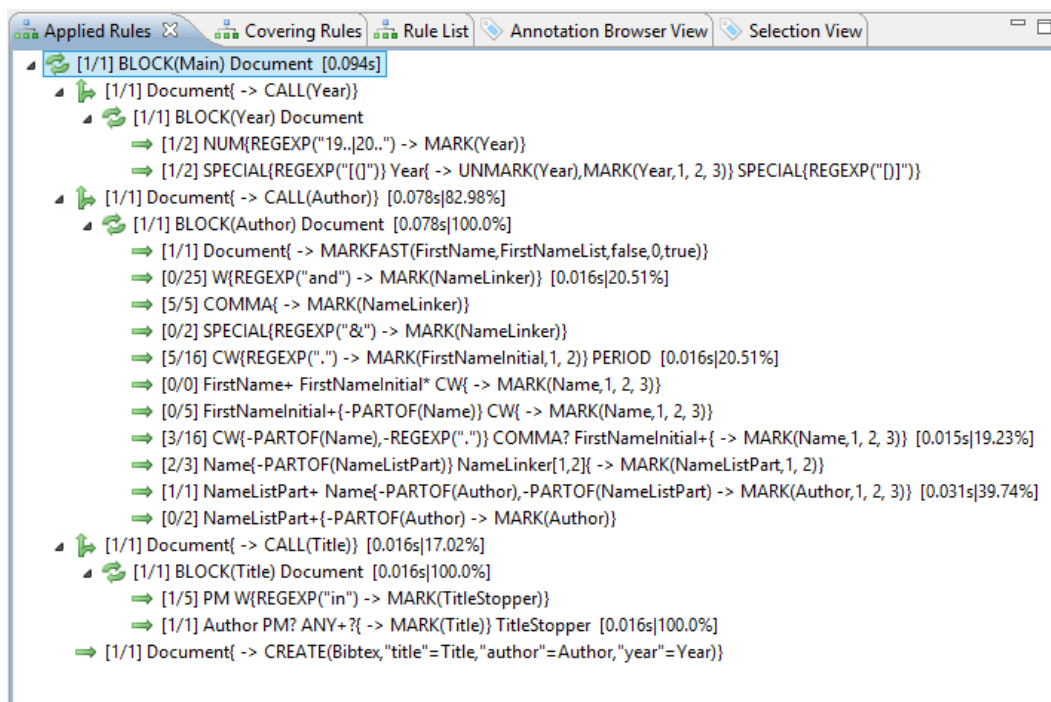 Applied Rules Covering Rules Rule List Annotation Browser View Selection View
[1/1] BLOCK(Main) Document [0.094s]
[1/1] Document{ -> CALL(Year)}
[1/1] BLOCK(Year) Document
[1/2] NUM{REGEXP("19..|20..") -> MARK(Year)}
[1/2] SPECIAL{REGEXP("[(]")} Year{ -> UNMARK(Year),MARK(Year,1, 2, 3)} SPECIAL{REGEXP("[)]")}
[1/1] Document{ -> CALL(Author)} [0.078s|82.98%]
[1/1] BLOCK(Author) Document [0.078s|100.0%]
[1/1] Document{ -> MARKFAST(FirstName,FirstNameList,false,0,true)}
[0/25] W{REGEXP("and") -> MARK(NameLinker)} [0.016s|20.51%]
[5/5] COMMA{ -> MARK(NameLinker)}
[0/2] SPECIAL{REGEXP("&") -> MARK(NameLinker)}
[5/16] CW{REGEXP(".") -> MARK(FirstNameInitial,1, 2)} PERIOD [0.016s|20.51%]
[0/0] FirstName+ FirstNameInitial* CW{ -> MARK(Name,1, 2, 3)}
[0/5] FirstNameInitial+{-PARTOF(Name)} CW{ -> MARK(Name,1, 2, 3)}
[3/16] CW{-PARTOF(Name),-REGEXP(".")} COMMA? FirstNameInitial+{ -> MARK(Name,1, 2, 3)} [0.015s|19.23%]
[2/3] Name{-PARTOF(NameListPart)} NameLinker[1,2]{ -> MARK(NameListPart,1, 2)}
[1/1] NameListPart+ Name{-PARTOF(Author),-PARTOF(NameListPart) -> MARK(Author,1, 2, 3)} [0.031s|39.74%]
[0/2] NameListPart+{-PARTOF(Author) -> MARK(Author)}
[1/1] Document{ -> CALL(Title)} [0.016s|17.02%]
[1/1] BLOCK(Title) Document [0.016s|100.0%]
[1/5] PM W{REGEXP("in") -> MARK(TitleStopper)}
[1/1] Author PM? ANY+?{ -> MARK(Title)} TitleStopper [0.016s|100.0%]
[1/1] Document{ -> CREATE(Bibtex,"title"=Title,"author"=Author,"year"=Year)}